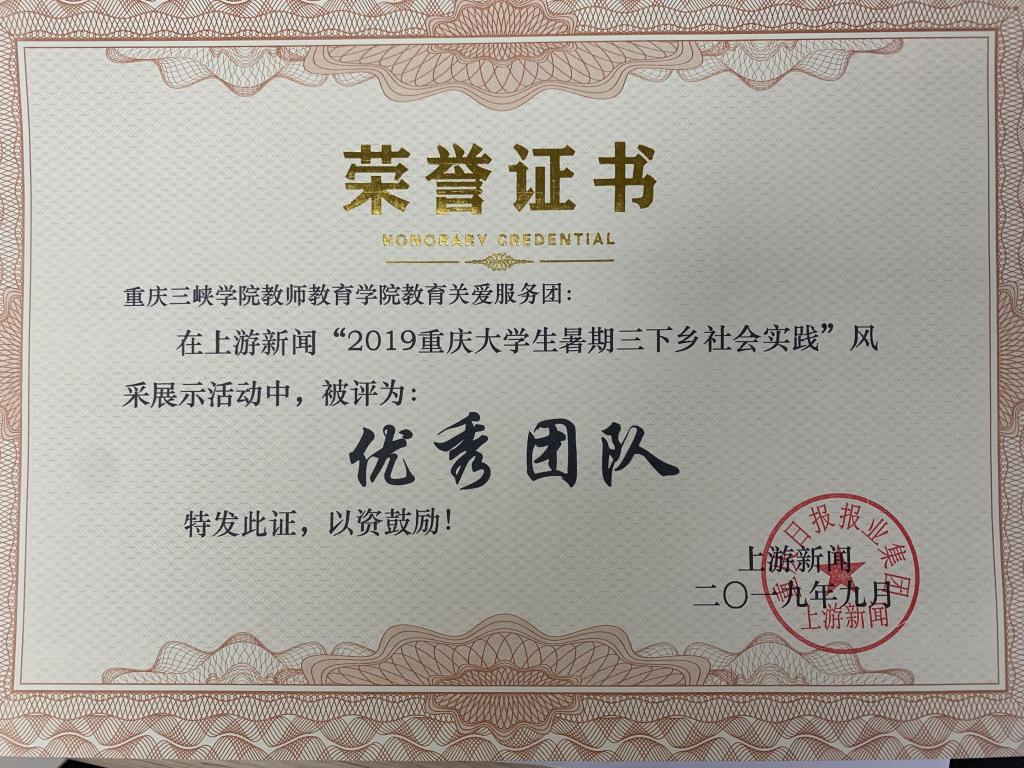 荣誉证书
HONORARY CREDENTIAL
重庆三峡学院教师教育学院教育关爱服务团：
在上游新闻“2019重庆大学生暑期三下乡社会实践”风
采展示活动中，被评为：
优秀团队
特发此证，以资鼓励！
上游新闻
二〇一九年九月
重庆日报报业集团
上游新闻